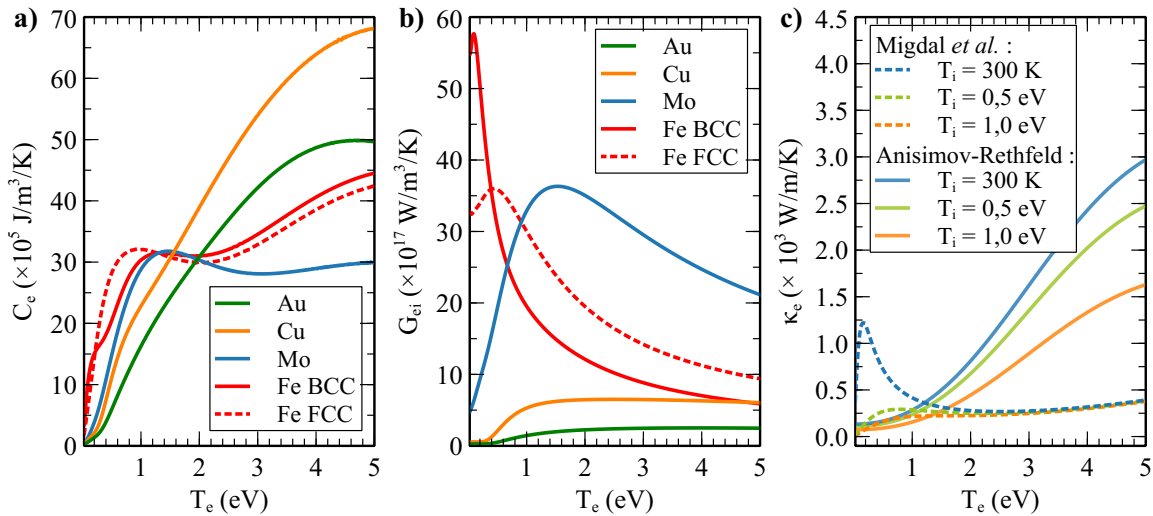 a)
C_e (×10^5 J/m^3/K)
80
70
60
50
40
30
20
10
0
1
2
3
4
5
T_e (eV)
Au
Cu
Mo
Fe BCC
Fe FCC
b)
G_ei (×10^17 W/m^3/K)
60
50
40
30
20
10
0
1
2
3
4
5
T_e (eV)
Au
Cu
Mo
Fe BCC
Fe FCC
c)
κ_e (× 10^3 W/m/K)
4.5
4.0
3.5
3.0
2.5
2.0
1.5
1.0
0.5
0.0
1
2
3
4
5
T_e (eV)
Migdal et al. :
T_i = 300 K
T_i = 0,5 eV
T_i = 1,0 eV
Anisimov-Rethfeld :
T_i = 300 K
T_i = 0,5 eV
T_i = 1,0 eV